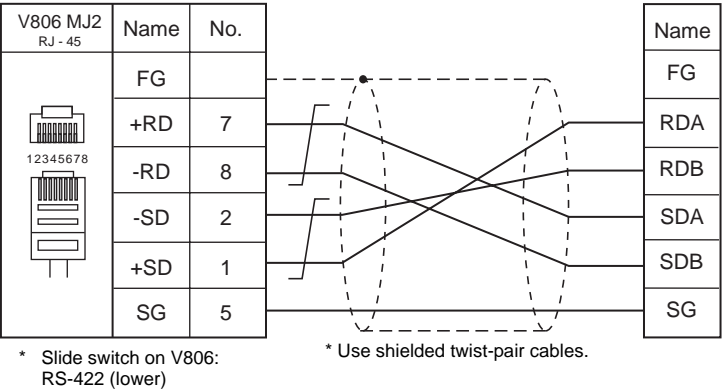 V806 MJ2 Name No. Name
RJ - 45
FG FG
+RD 7 RDA
12345678
-RD 8 RDB
-SD 2 SDA
+SD 1 SDB
SG 5 SG
* Slide switch on V806:
RS-422 (lower)
* Use shielded twist-pair cables.